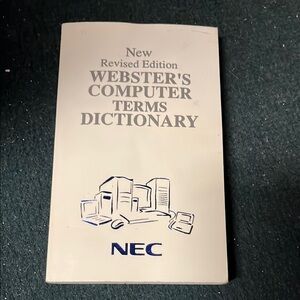 New
Revised Edition
WEBSTER'S
COMPUTER
TERMS
DICTIONARY
NEC